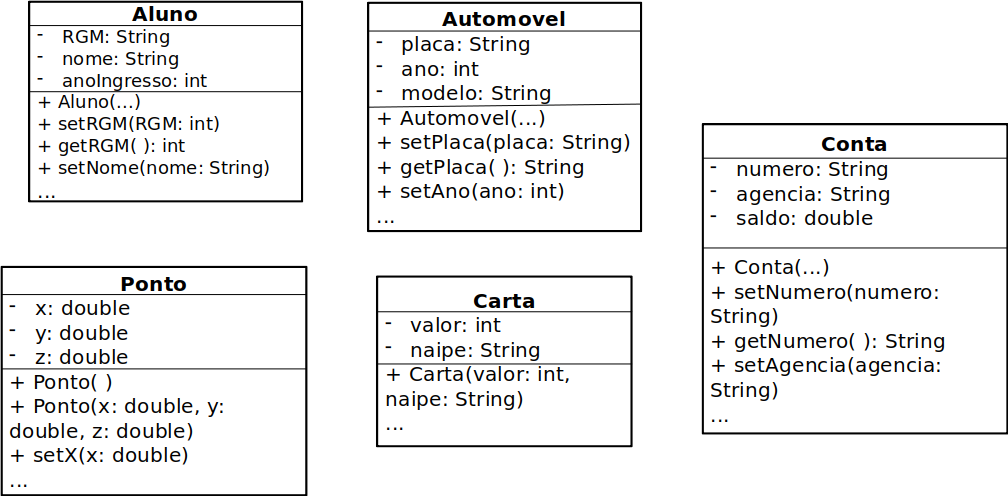 Aluno
- RGM: String
- nome: String
- anoIngresso: int
+ Aluno(...)
+ setRGM(RGM: int)
+ getRGM( ): int
+ setNome(nome: String)
...
Automovel
- placa: String
- ano: int
- modelo: String
+ Automovel(...)
+ setPlaca(placa: String)
+ getPlaca( ): String
+ setAno(ano: int)
...
Conta
- numero: String
- agencia: String
- saldo: double
+ Conta(...)
+ setNumero(numero:
String)
+ getNumero( ): String
+ setAgencia(agencia:
String)
...
Ponto
- x: double
- y: double
- z: double
+ Ponto( )
+ Ponto(x: double, y:
double, z: double)
+ setX(x: double)
...
Carta
- valor: int
- naipe: String
+ Carta(valor: int,
naipe: String)
...